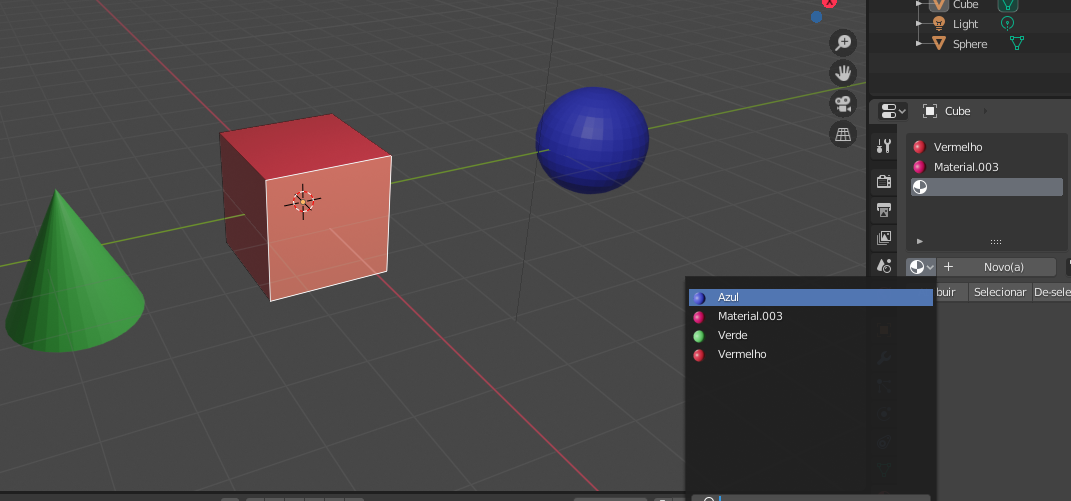 X
Cube
Light
Sphere
Cube
Vermelho
Material.003
Novo(a)
buir
Selecionar
De-sele
Azul
Material.003
Verde
Vermelho